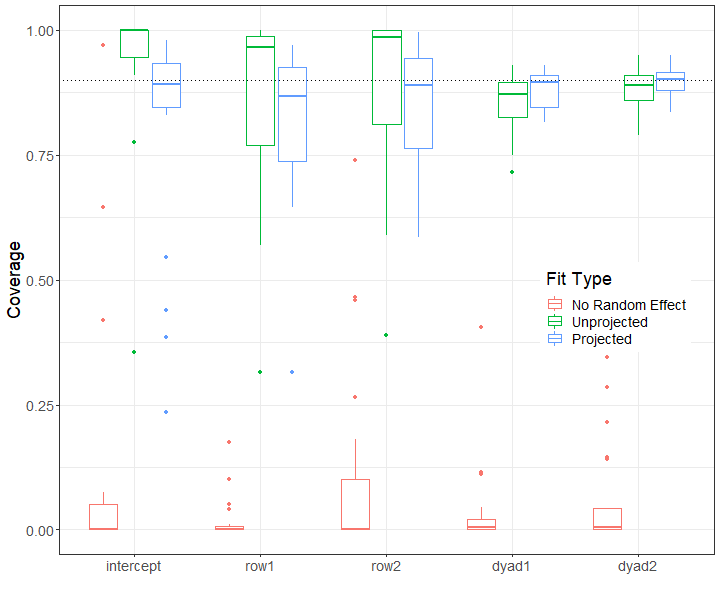 1.00
0.75
0.50
0.25
0.00
Coverage
Fit Type
No Random Effect
Unprojected
Projected
intercept row1 row2 dyad1 dyad2